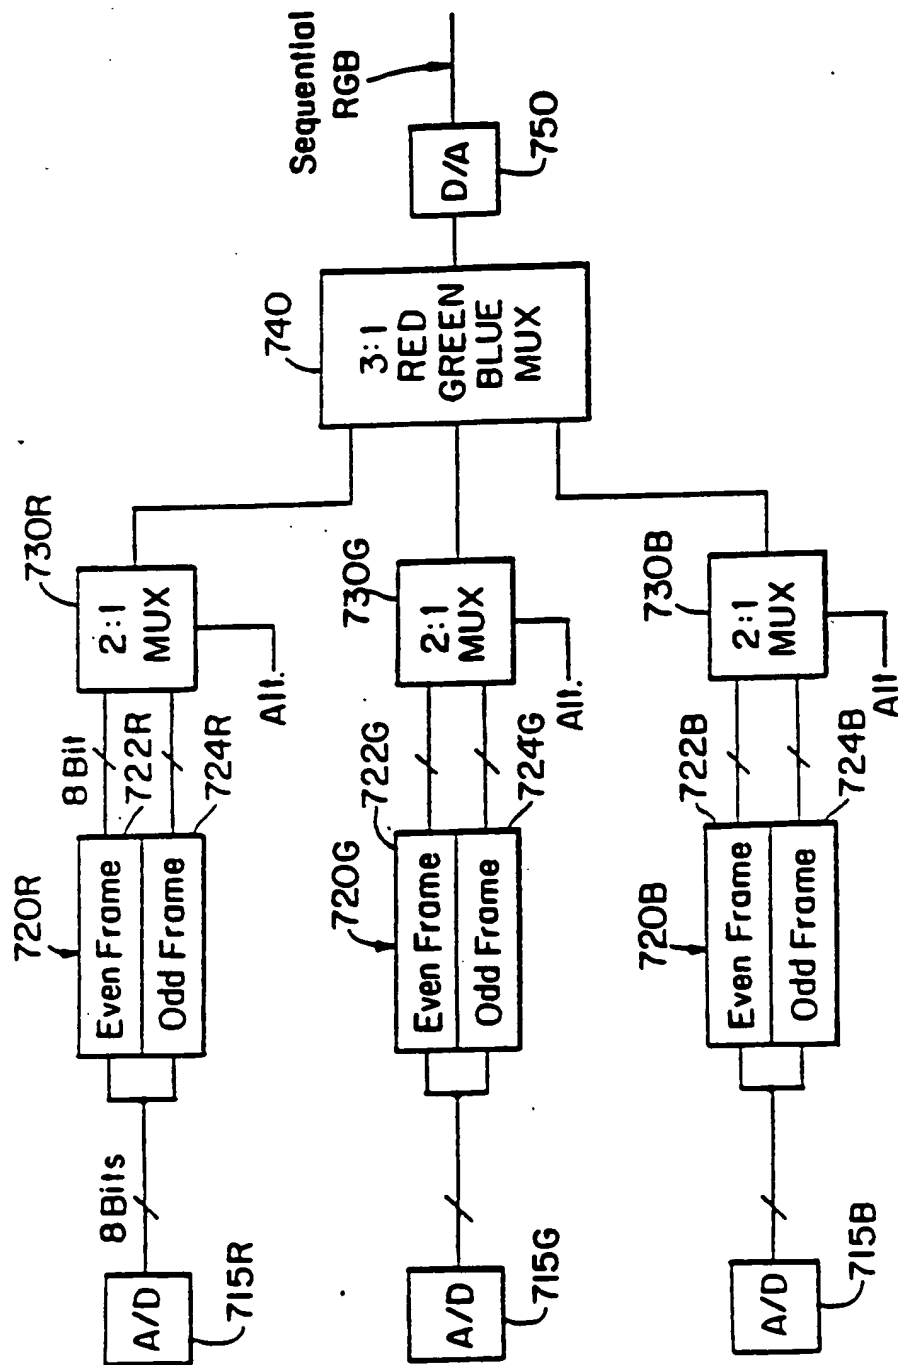 8 Bits
A/D
715R
720R
Even Frame
Odd Frame
8 Bit
722R
724R
730R
2:1
MUX
Alt.
A/D
715G
720G
Even Frame
Odd Frame
722G
724G
730G
2:1
MUX
Alt.
A/D
715B
720B
Even Frame
Odd Frame
722B
724B
730B
2:1
MUX
Alt
740
3:1
RED
GREEN
BLUE
MUX
D/A
750
Sequential
RGB